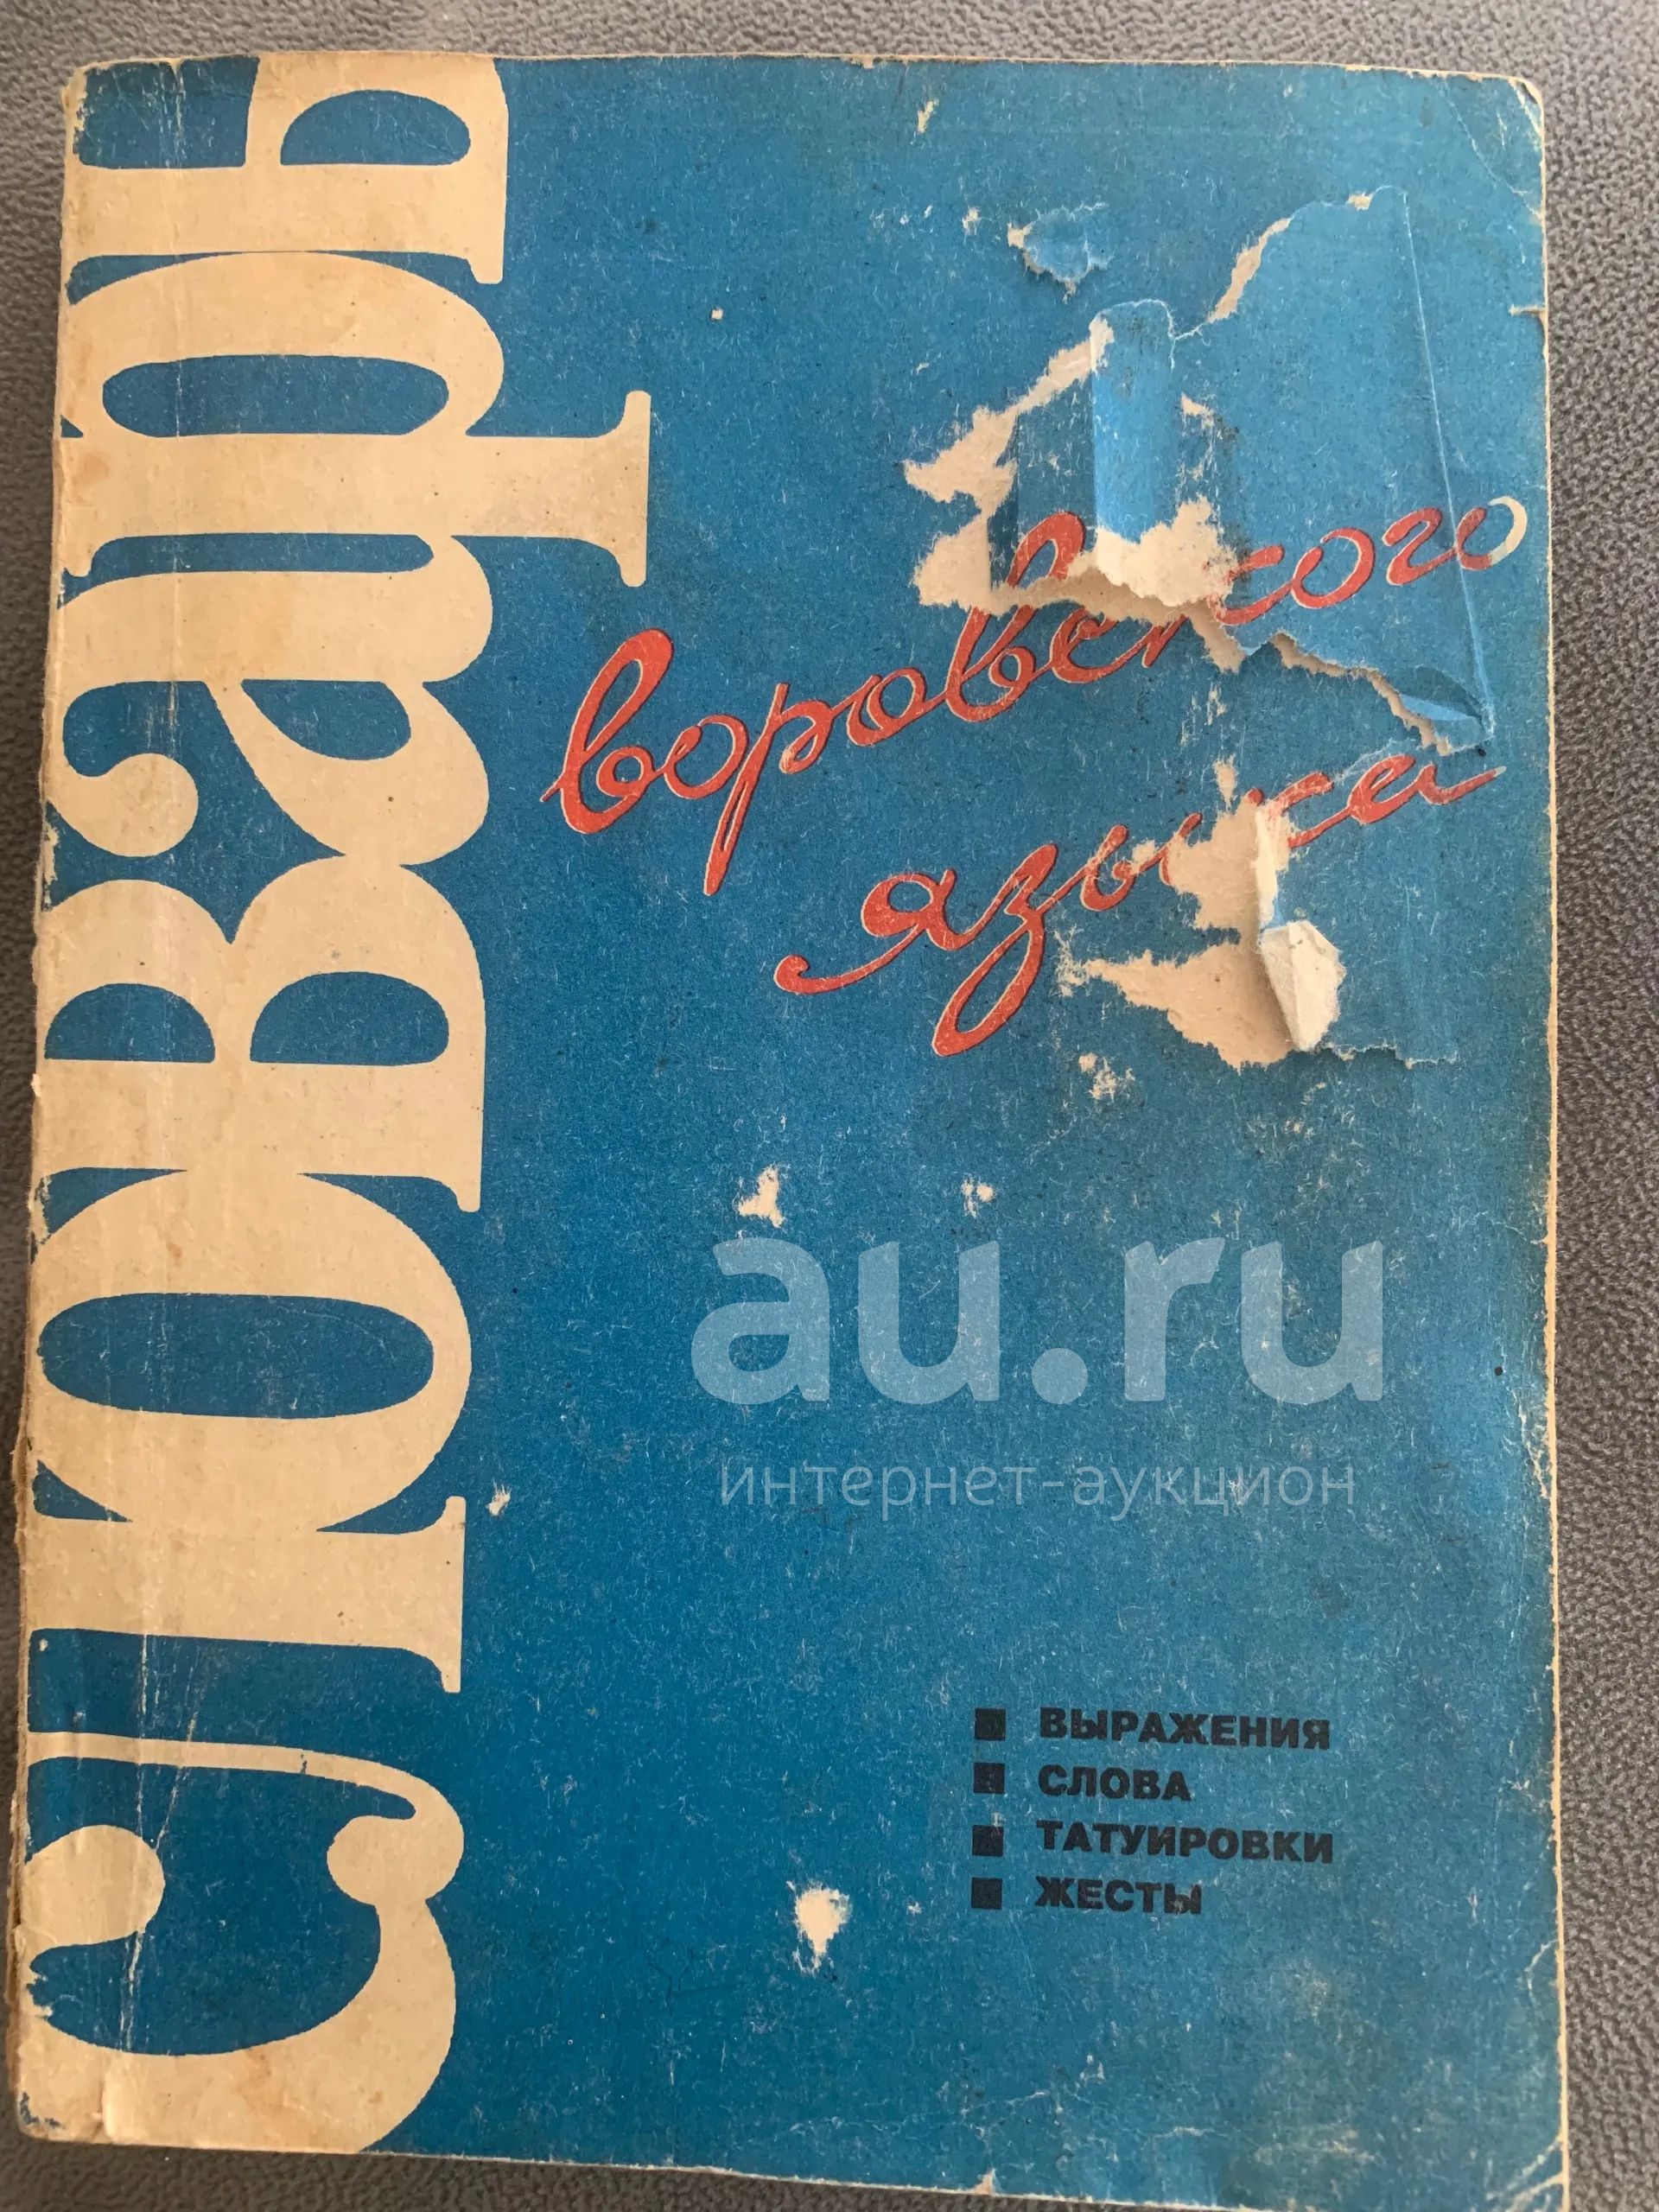 словарь
воровского
языка
au.ru
интернет-аукцион
ВЫРАЖЕНИЯ
СЛОВА
ТАТУИРОВКИ
ЖЕСТЫ